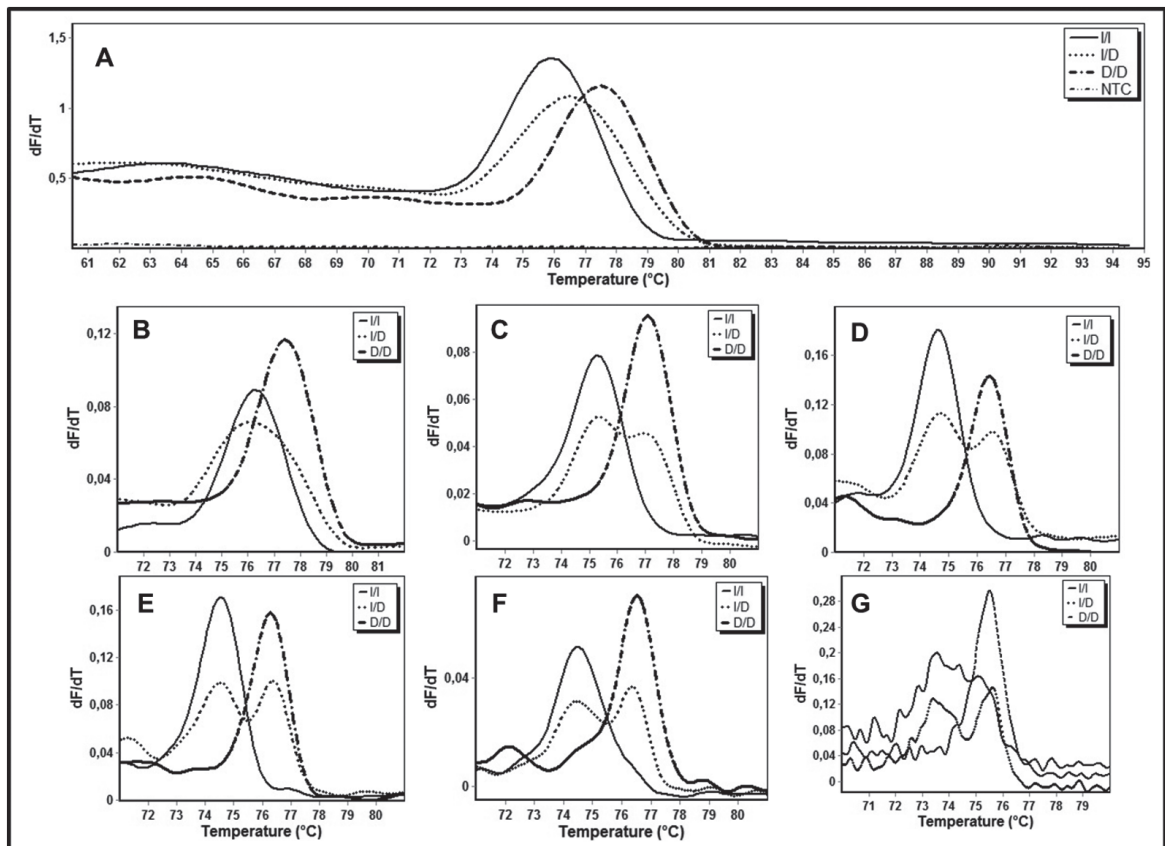 A
1,5
1
0,5
dF/dT
I/I
I/D
D/D
NTC
61 62 63 64 65 66 67 68 69 70 71 72 73 74 75 76 77 78 79 80 81 82 83 84 85 86 87 88 89 90 91 92 93 94 95
Temperature (°C)
B
0,12
0,08
0,04
0
dF/dT
I/I
I/D
D/D
72 73 74 75 76 77 78 79 80 81
C
0,08
0,06
0,04
0,02
0
dF/dT
I/I
I/D
D/D
72 73 74 75 76 77 78 79 80
D
0,16
0,12
0,08
0,04
0
dF/dT
I/I
I/D
D/D
72 73 74 75 76 77 78 79 80
E
0,16
0,12
0,08
0,04
0
dF/dT
I/I
I/D
D/D
72 73 74 75 76 77 78 79 80
Temperature (°C)
F
0,04
0
dF/dT
I/I
I/D
D/D
72 73 74 75 76 77 78 79 80
Temperature (°C)
G
0,28
0,24
0,2
0,16
0,12
0,08
0,04
0
dF/dT
I/I
I/D
D/D
71 72 73 74 75 76 77 78 79
Temperature (°C)